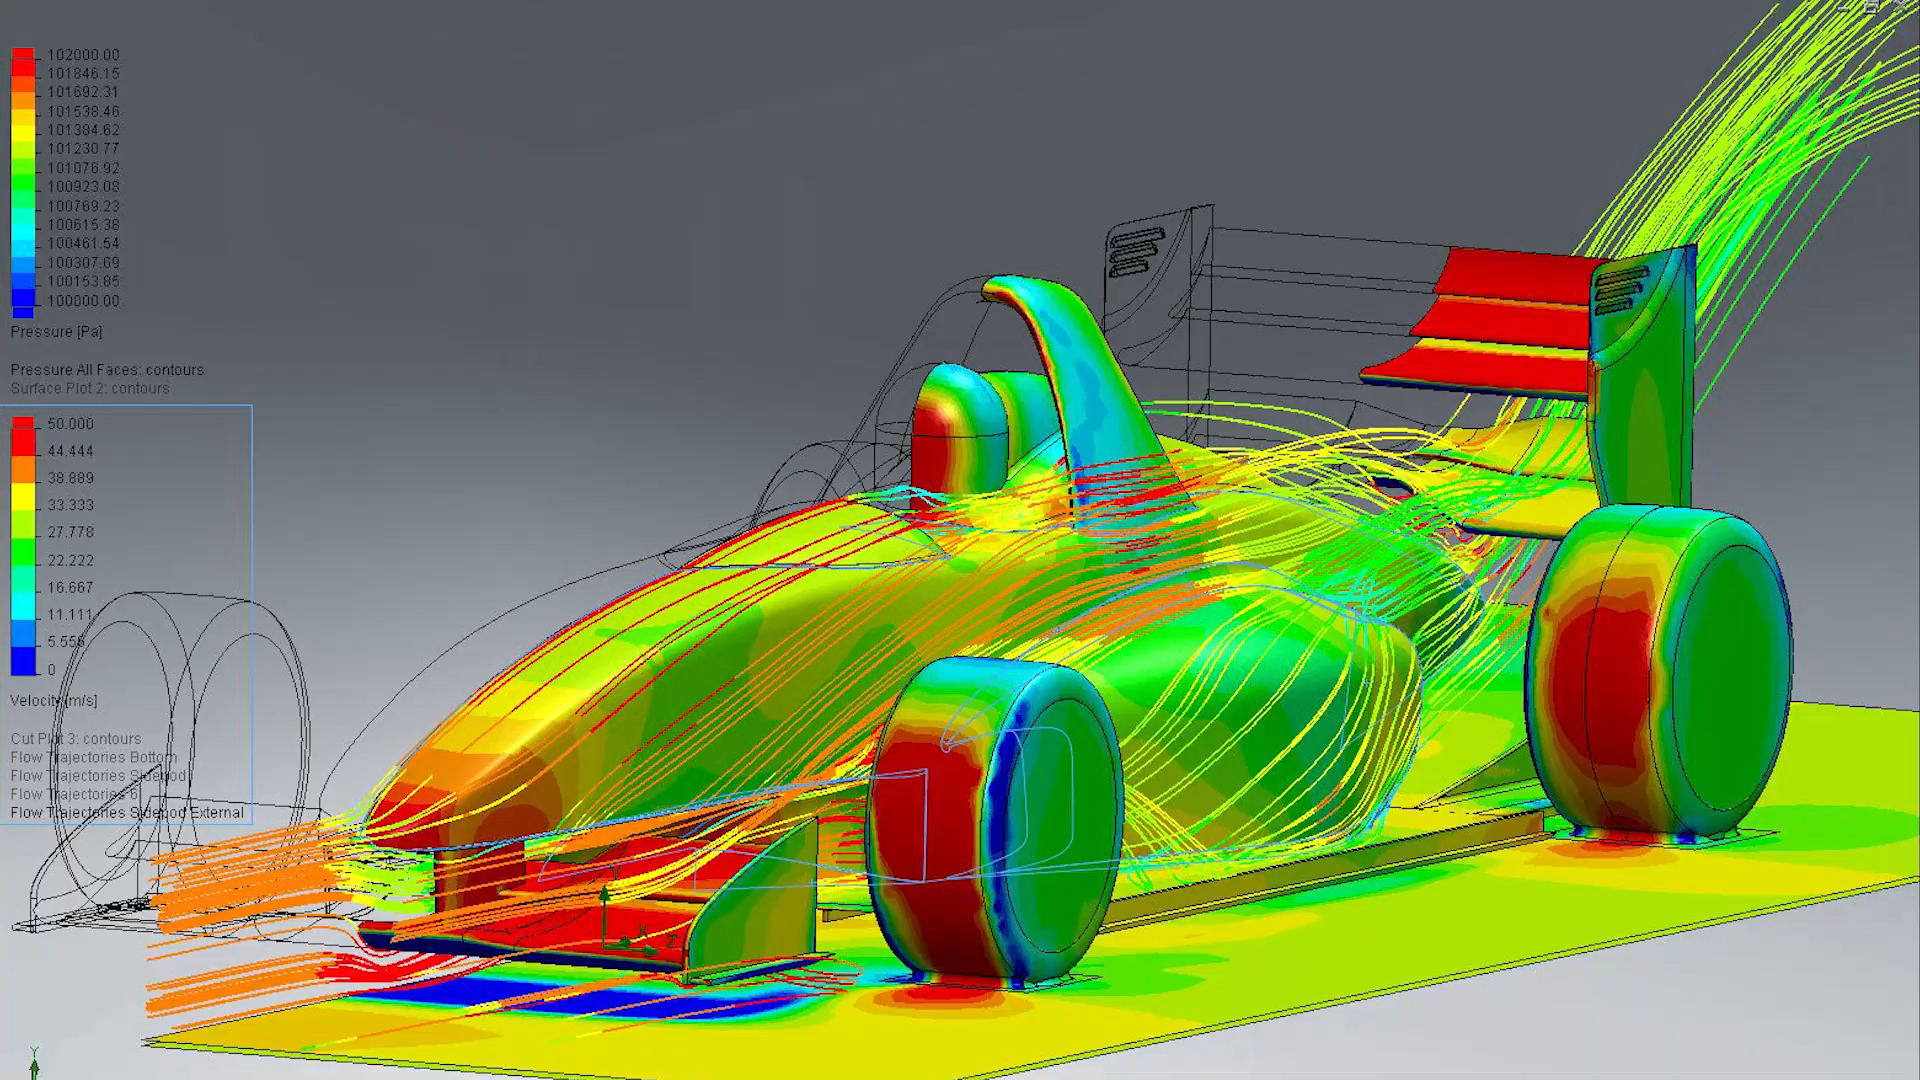 102000.00
101846.15
101692.31
101538.46
101384.62
101230.77
101076.92
100923.08
100769.23
100615.38
100461.54
100307.69
100153.85
100000.00
Pressure [Pa]
Pressure All Faces: contours
Surface Plot 2: contours
50.000
44.444
38.889
33.333
27.778
22.222
16.667
11.111
5.556
0
Velocity [m/s]
Cut Plot 3: contours
Flow Trajectories Bottom
Flow Trajectories Sidepod
Flow Trajectories 6
Flow Trajectories Sidepod External
Y